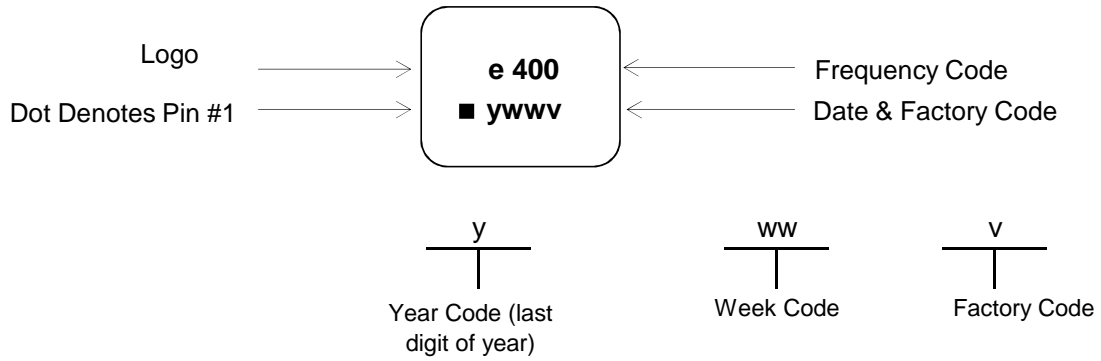 Logo
e 400
Frequency Code
Dot Denotes Pin #1
■ ywwv
Date & Factory Code
y
ww
v
Year Code (last
digit of year)
Week Code
Factory Code